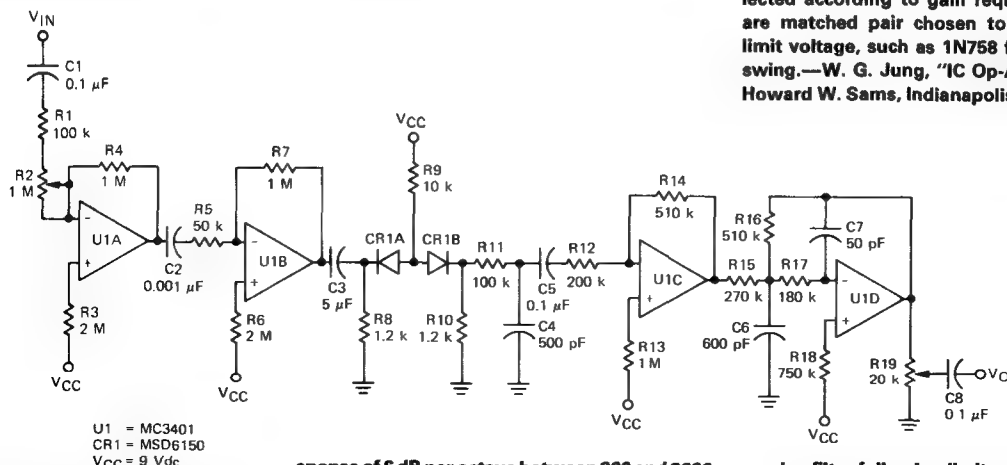 lected according to gain requ
are matched pair chosen to
limit voltage, such as 1N758 f
swing.—W. G. Jung, "IC Op-A
Howard W. Sams, Indianapolis
VIN
C1
0.1 µF
R1
100 k
R2
1 M
R4
1 M
U1A
R3
2 M
VCC
C2
0.001 µF
R5
50 k
R7
1 M
U1B
R6
2 M
VCC
C3
5 µF
CR1A
CR1B
VCC
R9
10 k
R8
1.2 k
R10
1.2 k
R11
100 k
C4
500 pF
C5
0.1 µF
R12
200 k
R14
510 k
U1C
R13
1 M
VCC
R15
270 k
R16
510 k
R17
180 k
C6
600 pF
C7
50 pF
U1D
R18
750 k
VCC
R19
20 k
C8
0 1 µF
VO
U1 = MC3401
CR1 = MSD6150
VCC = 9 Vdc